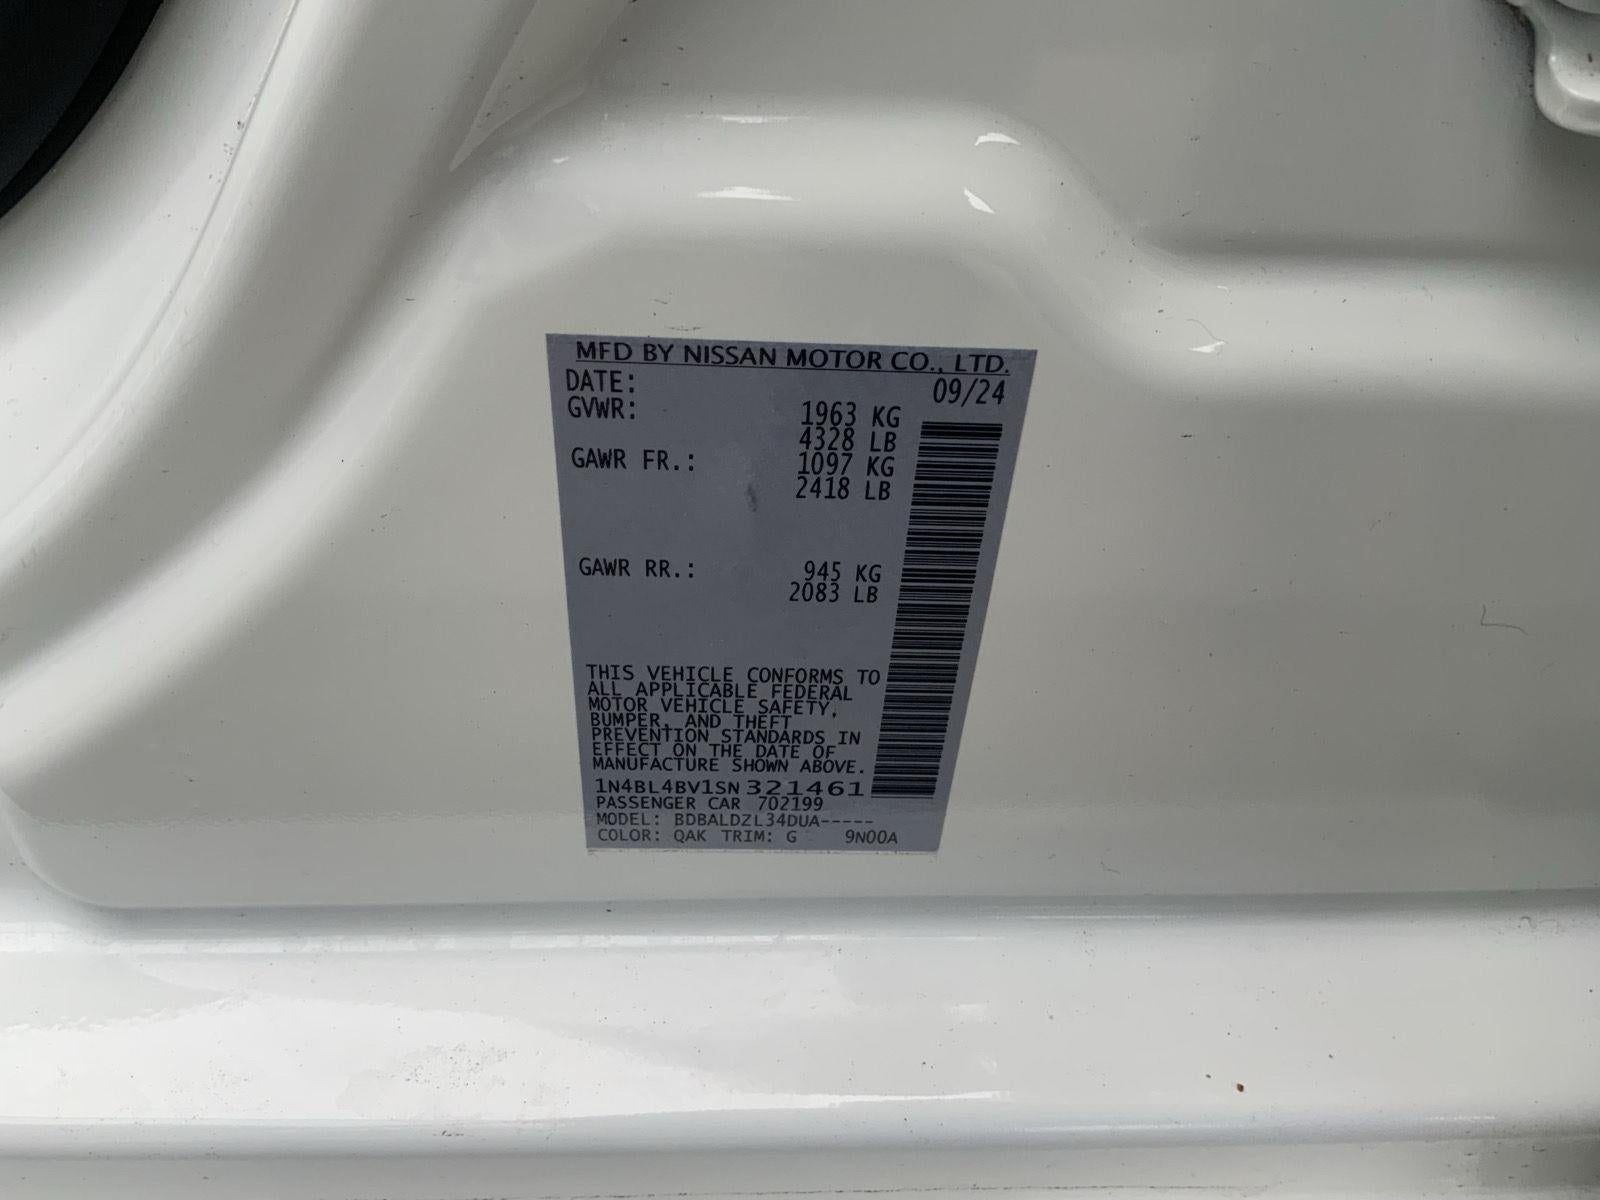 MFD BY NISSAN MOTOR CO., LTD.
DATE: 09/24
GVWR: 1963 KG
4328 LB
GAWR FR.: 1097 KG
2418 LB
GAWR RR.: 945 KG
2083 LB
THIS VEHICLE CONFORMS TO
ALL APPLICABLE FEDERAL
MOTOR VEHICLE SAFETY,
BUMPER, AND THEFT
PREVENTION STANDARDS IN
EFFECT ON THE DATE OF
MANUFACTURE SHOWN ABOVE.
1N4BL4BV1SN321461
PASSENGER CAR 702199
MODEL: BDBALDZL34DUA-----
COLOR: QAK TRIM: G 9N00A